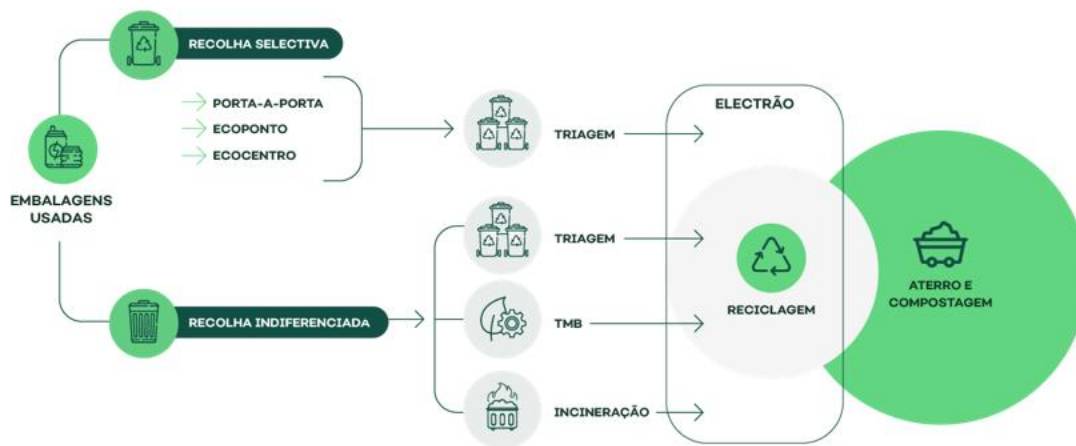 RECOLHA SELECTIVA
PORTA-A-PORTA
ECOPONTO
ECOCENTRO
EMBALAGENS
USADAS
RECOLHA INDIFERENCIADA
TRIAGEM
TRIAGEM
TMB
INCINERAÇÃO
ELECTRÃO
RECICLAGEM
ATERRO E
COMPOSTAGEM